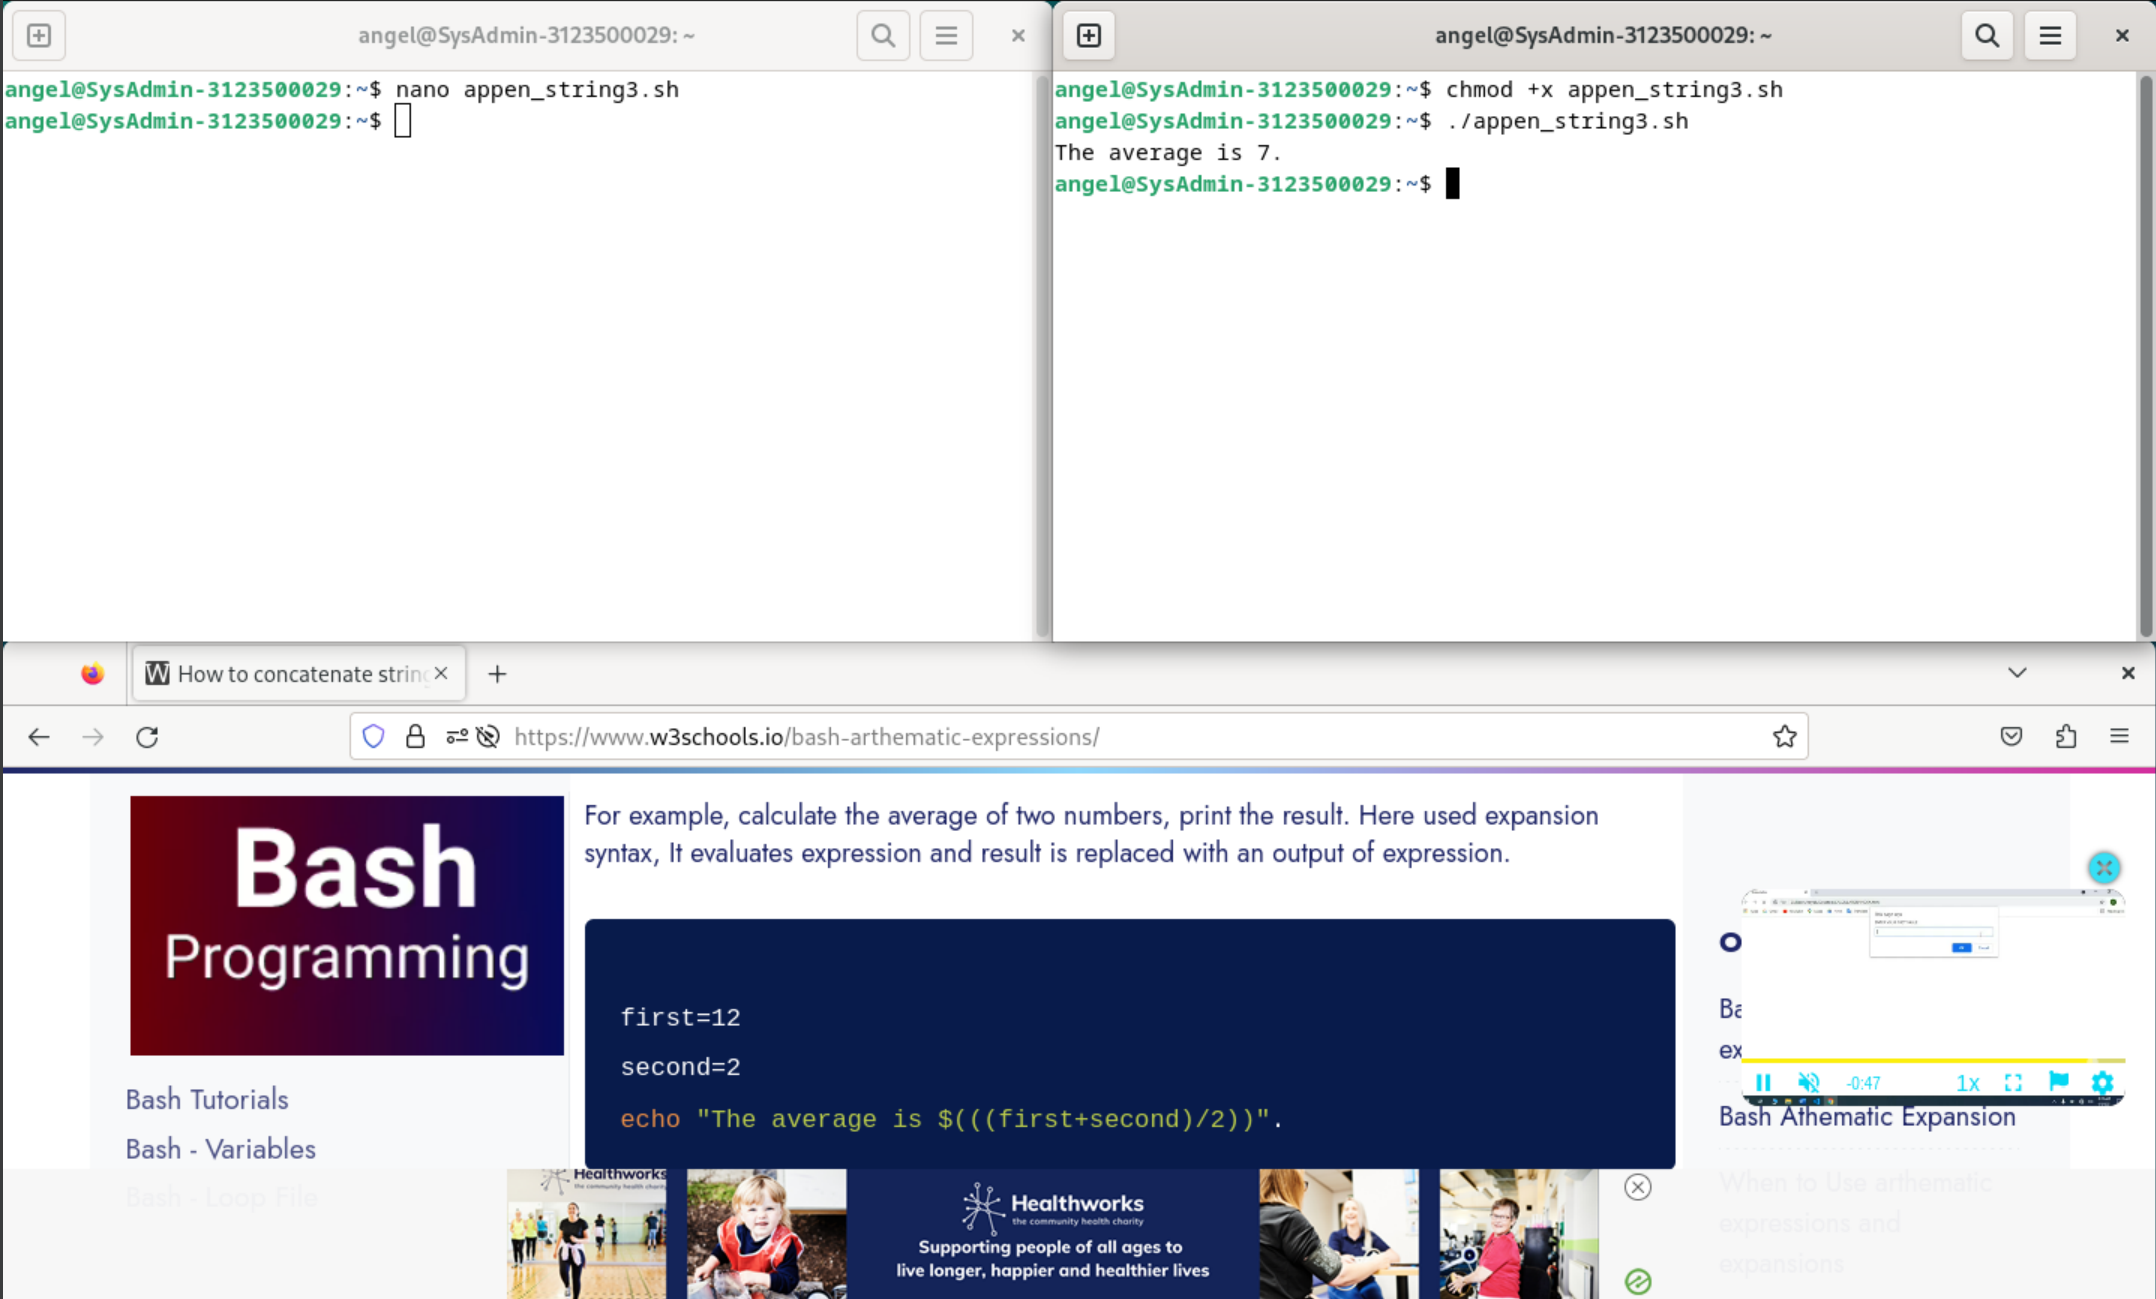 angel@SysAdmin-3123500029: ~
angel@SysAdmin-3123500029:~$ nano appen_string3.sh
angel@SysAdmin-3123500029:~$
angel@SysAdmin-3123500029: ~
angel@SysAdmin-3123500029:~$ chmod +x appen_string3.sh
angel@SysAdmin-3123500029:~$ ./appen_string3.sh
The average is 7.
angel@SysAdmin-3123500029:~$
How to concatenate string
https://www.w3schools.io/bash-arthematic-expressions/
Bash
Programming
Bash Tutorials
Bash - Variables
Bash - Loop File
For example, calculate the average of two numbers, print the result. Here used expansion
syntax, It evaluates expression and result is replaced with an output of expression.
first=12
second=2
echo "The average is $(((first+second)/2))".
-0:47
1x
Bash Athematic Expansion
When to Use arthematic
expressions and
expansions
Healthworks
the community health charity
Healthworks
the community health charity
Supporting people of all ages to
live longer, happier and healthier lives